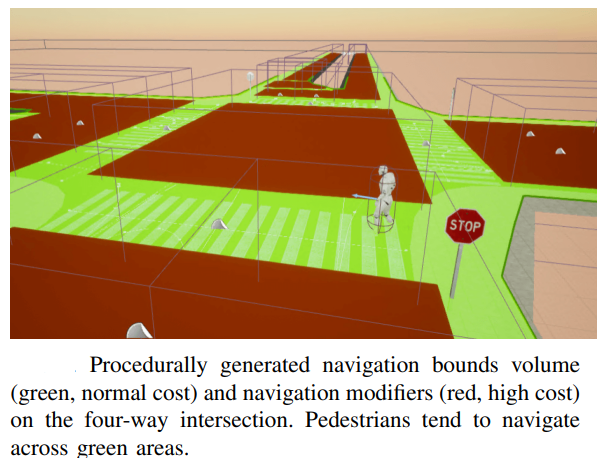 STOP
Procedurally generated navigation bounds volume
(green, normal cost) and navigation modifiers (red, high cost)
on the four-way intersection. Pedestrians tend to navigate
across green areas.